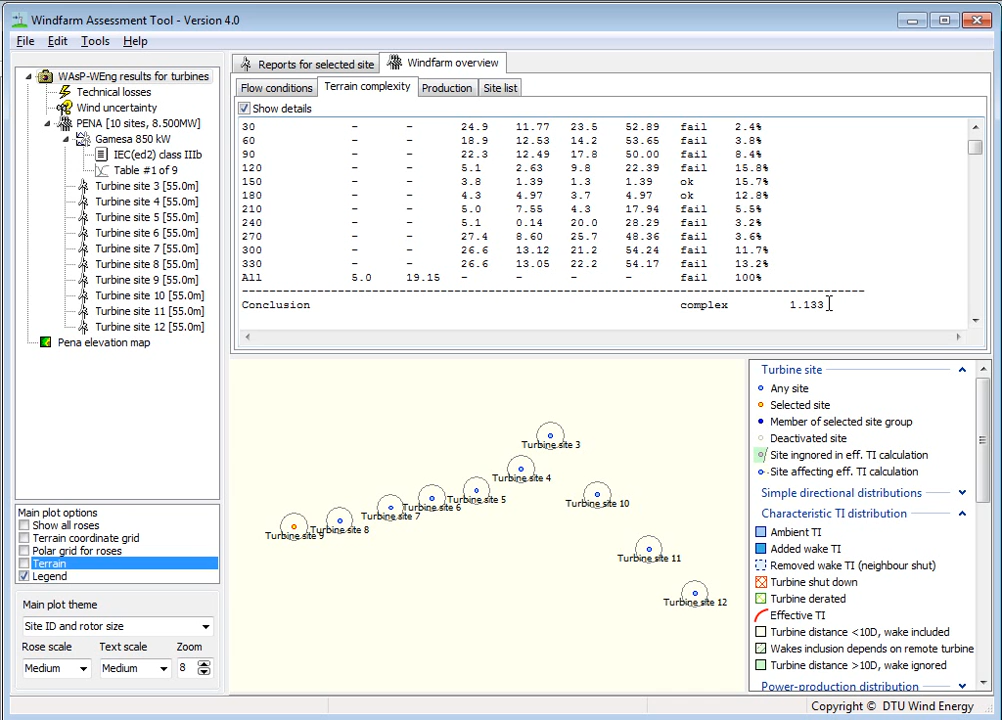 Windfarm Assessment Tool - Version 4.0
File Edit Tools Help
WAsP-WEng results for turbines
Technical losses
Wind uncertainty
PENA [10 sites, 8.500MW]
Gamesa 850 kW
IEC(ed2) class IIIb
Table #1 of 9
Turbine site 3 [55.0m]
Turbine site 4 [55.0m]
Turbine site 5 [55.0m]
Turbine site 6 [55.0m]
Turbine site 7 [55.0m]
Turbine site 8 [55.0m]
Turbine site 9 [55.0m]
Turbine site 10 [55.0m]
Turbine site 11 [55.0m]
Turbine site 12 [55.0m]
Pena elevation map
Main plot options
Show all roses
Terrain coordinate grid
Polar grid for roses
Terrain
Legend
Main plot theme
Site ID and rotor size
Rose scale Text scale Zoom
Medium Medium 8
Reports for selected site Windfarm overview
Flow conditions Terrain complexity Production Site list
Show details
30 - - 24.9 11.77 23.5 52.89 fail 2.4%
60 - - 18.9 12.53 14.2 53.65 fail 3.8%
90 - - 22.3 12.49 17.8 50.00 fail 8.4%
120 - - 5.1 2.63 9.8 22.39 fail 15.8%
150 - - 3.8 1.39 1.3 1.39 ok 15.7%
180 - - 4.3 4.97 3.7 4.97 ok 12.8%
210 - - 5.0 7.55 4.3 17.94 fail 5.5%
240 - - 5.1 0.14 20.0 28.29 fail 3.2%
270 - - 27.4 8.60 25.7 48.36 fail 3.6%
300 - - 26.6 13.12 21.2 54.24 fail 11.7%
330 - - 26.6 13.05 22.2 54.17 fail 13.2%
All 5.0 19.15 - - - - fail 100%
Conclusion complex 1.133
Turbine site 3
Turbine site 4
Turbine site 5
Turbine site 6
Turbine site 7
Turbine site 8
Turbine site 9
Turbine site 10
Turbine site 11
Turbine site 12
Turbine site
Any site
Selected site
Member of selected site group
Deactivated site
Site ingnored in eff. TI calculation
Site affecting eff. TI calculation
Simple directional distributions
Characteristic TI distribution
Ambient TI
Added wake TI
Removed wake TI (neighbour shut)
Turbine shut down
Turbine derated
Effective TI
Turbine distance <10D, wake included
Wakes inclusion depends on remote turbine
Turbine distance >10D, wake ignored
Power-production distribution
Copyright © DTU Wind Energy